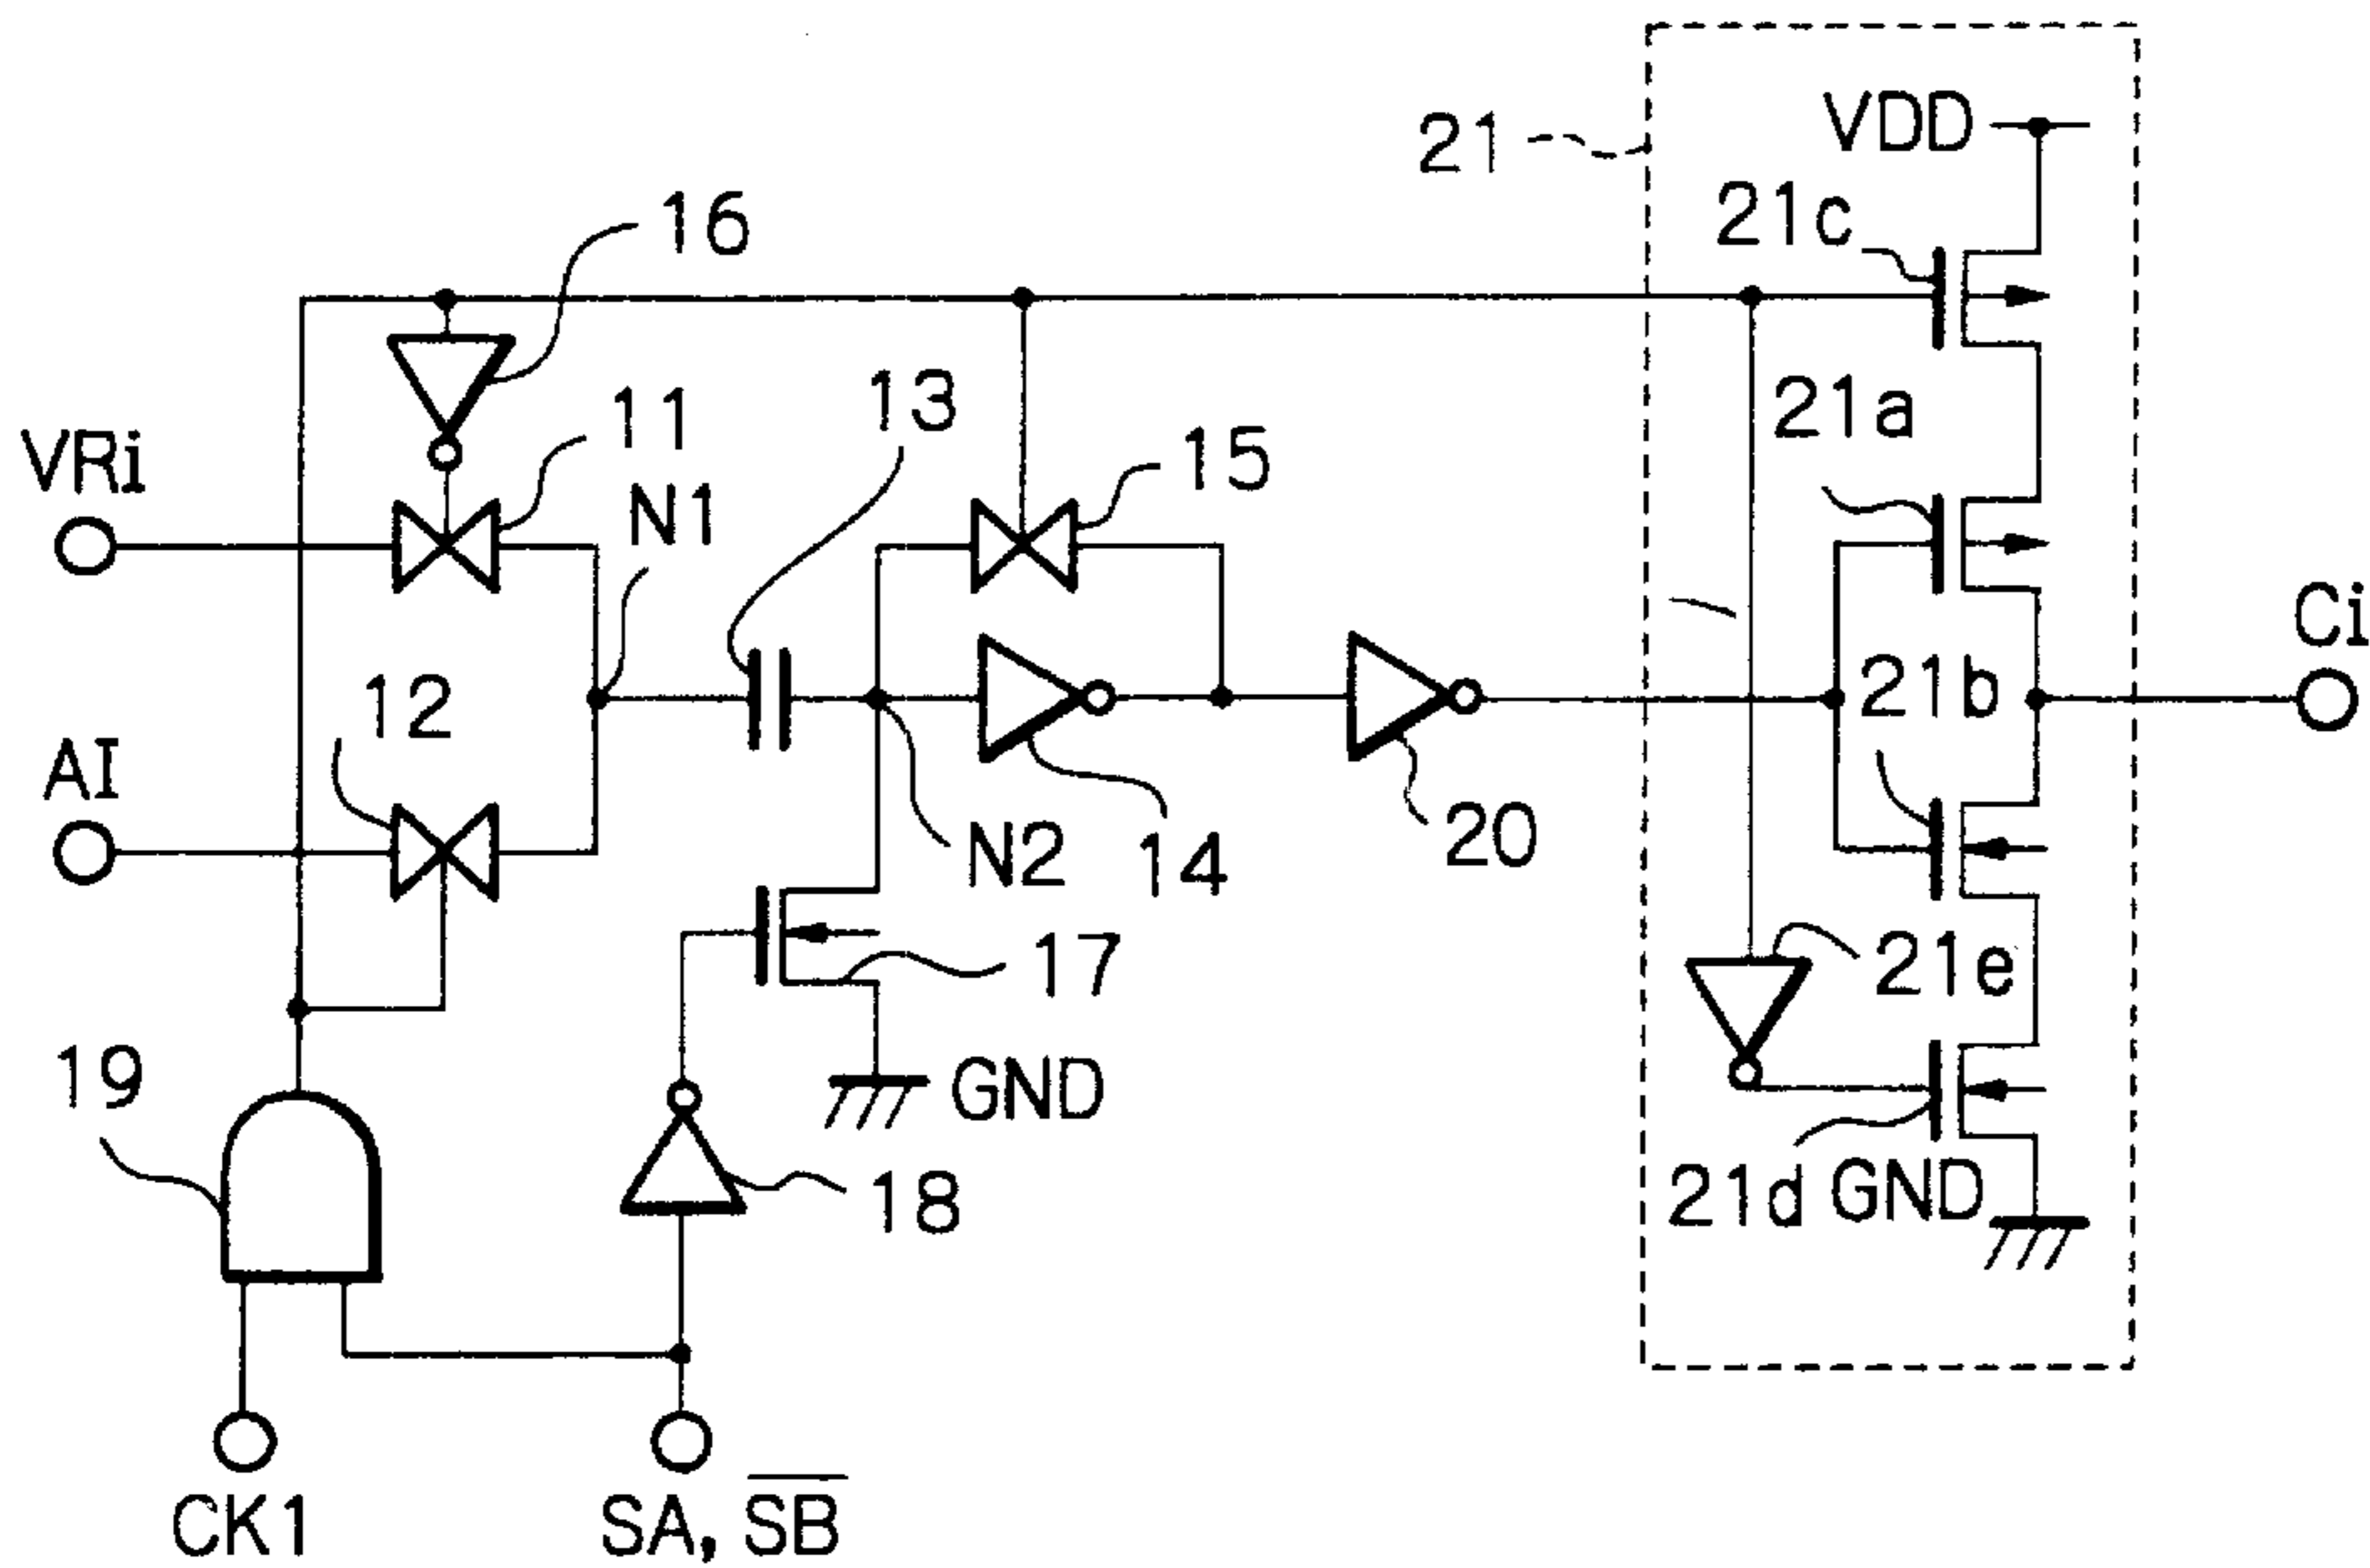 VDD
21
21c
16
21a
11
13
VRi
15
N1
Ci
21b
12
AI
20
N2
14
21e
17
19
GND
21d
GND
18
CK1
SA, S̅B̅